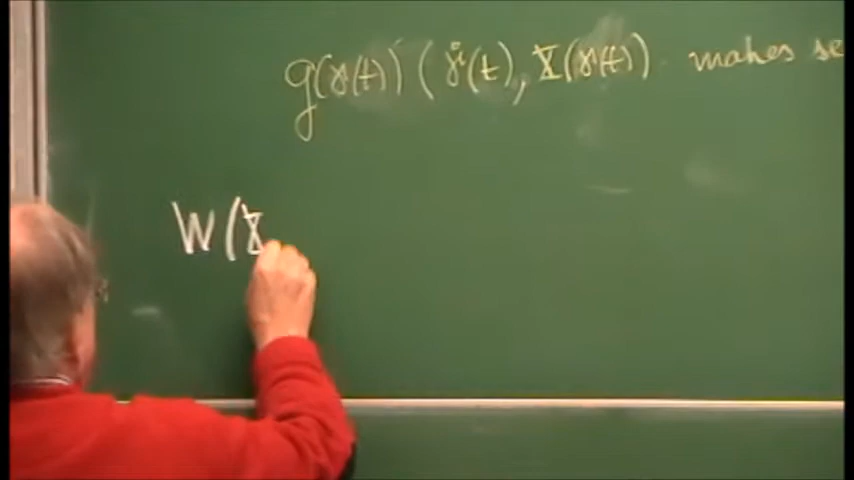 g(γ(t)) (γ̇(t), X(γ(t)) makes se
W(X